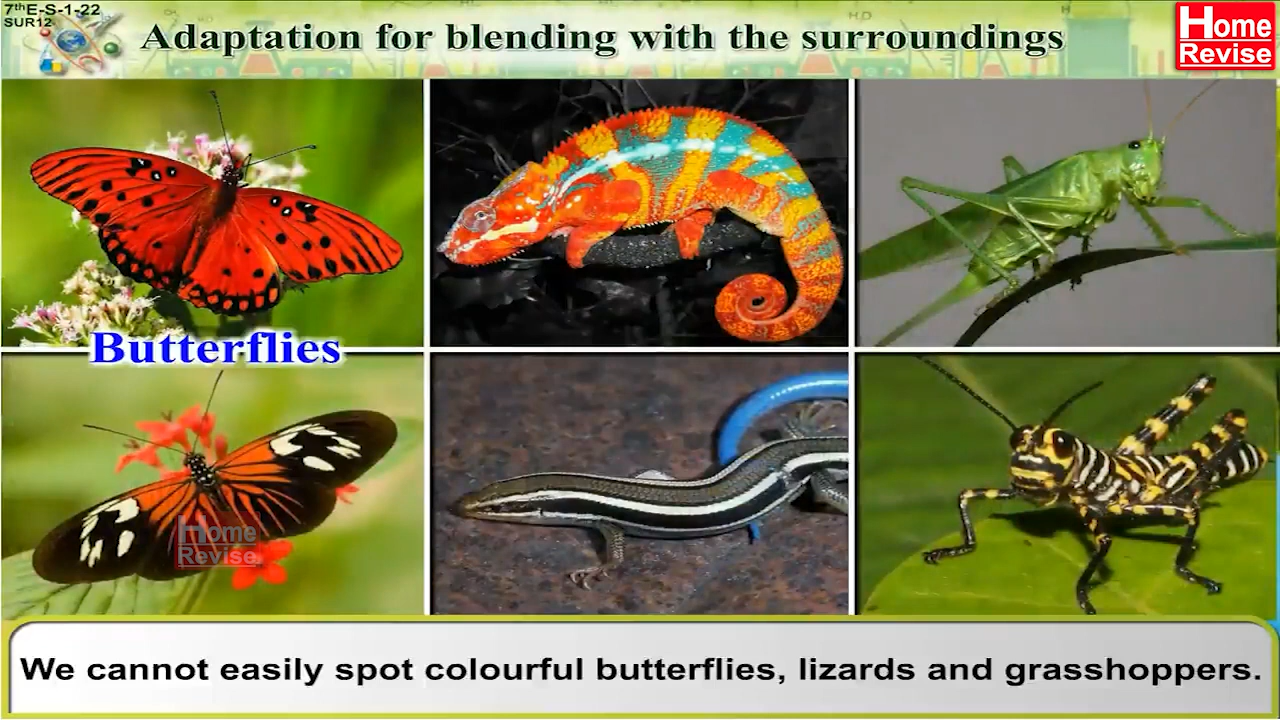 7thE-S-1-22
SUR12
Adaptation for blending with the surroundings
Home
Revise
Butterflies
Home
Revise
We cannot easily spot colourful butterflies, lizards and grasshoppers.